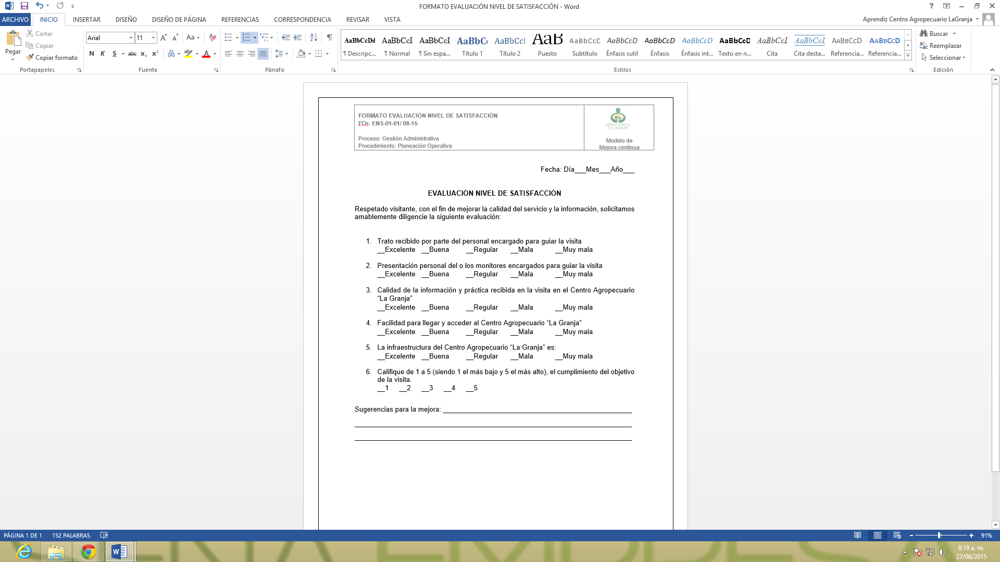 FORMATO EVALUACIÓN NIVEL DE SATISFACCIÓN - Word
ARCHIVO INICIO INSERTAR DISEÑO DISEÑO DE PÁGINA REFERENCIAS CORRESPONDENCIA REVISAR VISTA
Aprendiz Centro Agropecuario LaGranja
Pegar
Cortar
Copiar
Copiar formato
Portapapeles
Arial 11
N K S abc x₂ x²
Fuente
Párrafo
AaBbCcDd AaBbCcI AaBbCcI AaBbCc AaBbCcI AaB AaBbCcD AaBbCcD AaBbCcD AaBbCcD AaBbCcD AaBbCcI AaBbCcI AaBbCcD AaBbCcD
¶ Descripc... ¶ Normal ¶ Sin espa... Título 1 Título 2 Puesto Subtítulo Énfasis sutil Énfasis Énfasis int... Texto en n... Cita Cita desta... Referencia... Referencia...
Estilos
Buscar
Reemplazar
Seleccionar
Edición
FORMATO EVALUACIÓN NIVEL DE SATISFACCIÓN
FOr- ENS-01-01/ 08-15
Proceso: Gestión Administrativa
Procedimiento: Planeación Operativa
SENA EMPRESA
"LA GRANJA"
Modelo de
Mejora continua
Fecha: Día___Mes___Año___
EVALUACIÓN NIVEL DE SATISFACCIÓN
Respetado visitante, con el fin de mejorar la calidad del servicio y la información, solicitamos
amablemente diligencie la siguiente evaluación:
1. Trato recibido por parte del personal encargado para guiar la visita
__Excelente __Buena __Regular __Mala __Muy mala
2. Presentación personal del o los monitores encargados para guiar la visita
__Excelente __Buena __Regular __Mala __Muy mala
3. Calidad de la información y práctica recibida en la visita en el Centro Agropecuario
“La Granja”
__Excelente __Buena __Regular __Mala __Muy mala
4. Facilidad para llegar y acceder al Centro Agropecuario “La Granja”
__Excelente __Buena __Regular __Mala __Muy mala
5. La infraestructura del Centro Agropecuario “La Granja” es:
__Excelente __Buena __Regular __Mala __Muy mala
6. Califique de 1 a 5 (siendo 1 el más bajo y 5 el más alto), el cumplimiento del objetivo
de la visita.
__1 __2 __3 __4 __5
Sugerencias para la mejora: ____
PÁGINA 1 DE 1 152 PALABRAS
91%
8:19 a. m.
27/08/2015